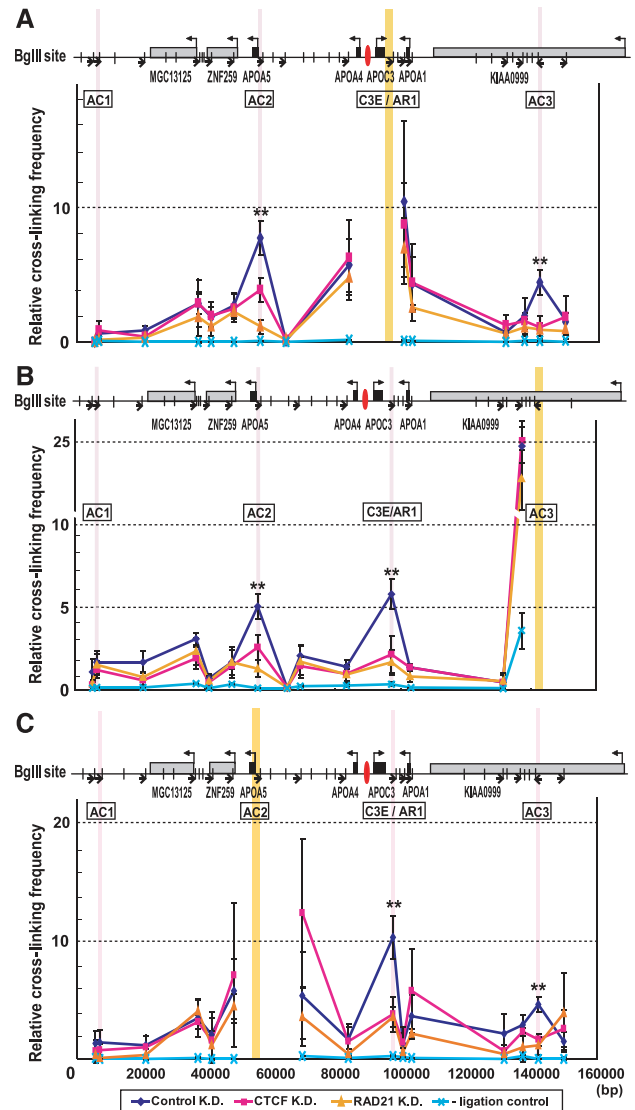 A
BglII site
MGC13125 ZNF259 APOA5 APOA4 APOC3 APOA1 KIAA0999
AC1 AC2 C3E / AR1 AC3
Relative cross-linking frequency
10
0
** **
B
BglII site
MGC13125 ZNF259 APOA5 APOA4 APOC3 APOA1 KIAA0999
25
AC1 AC2 C3E/AR1 AC3
Relative cross-linking frequency
10
5
0
** **
C
BglII site
MGC13125 ZNF259 APOA5 APOA4 APOC3 APOA1 KIAA0999
AC1 AC2 C3E / AR1 AC3
Relative cross-linking frequency
20
10
0
** **
0 20000 40000 60000 80000 100000 120000 140000 160000
(bp)
Control K.D. CTCF K.D. RAD21 K.D. - ligation control